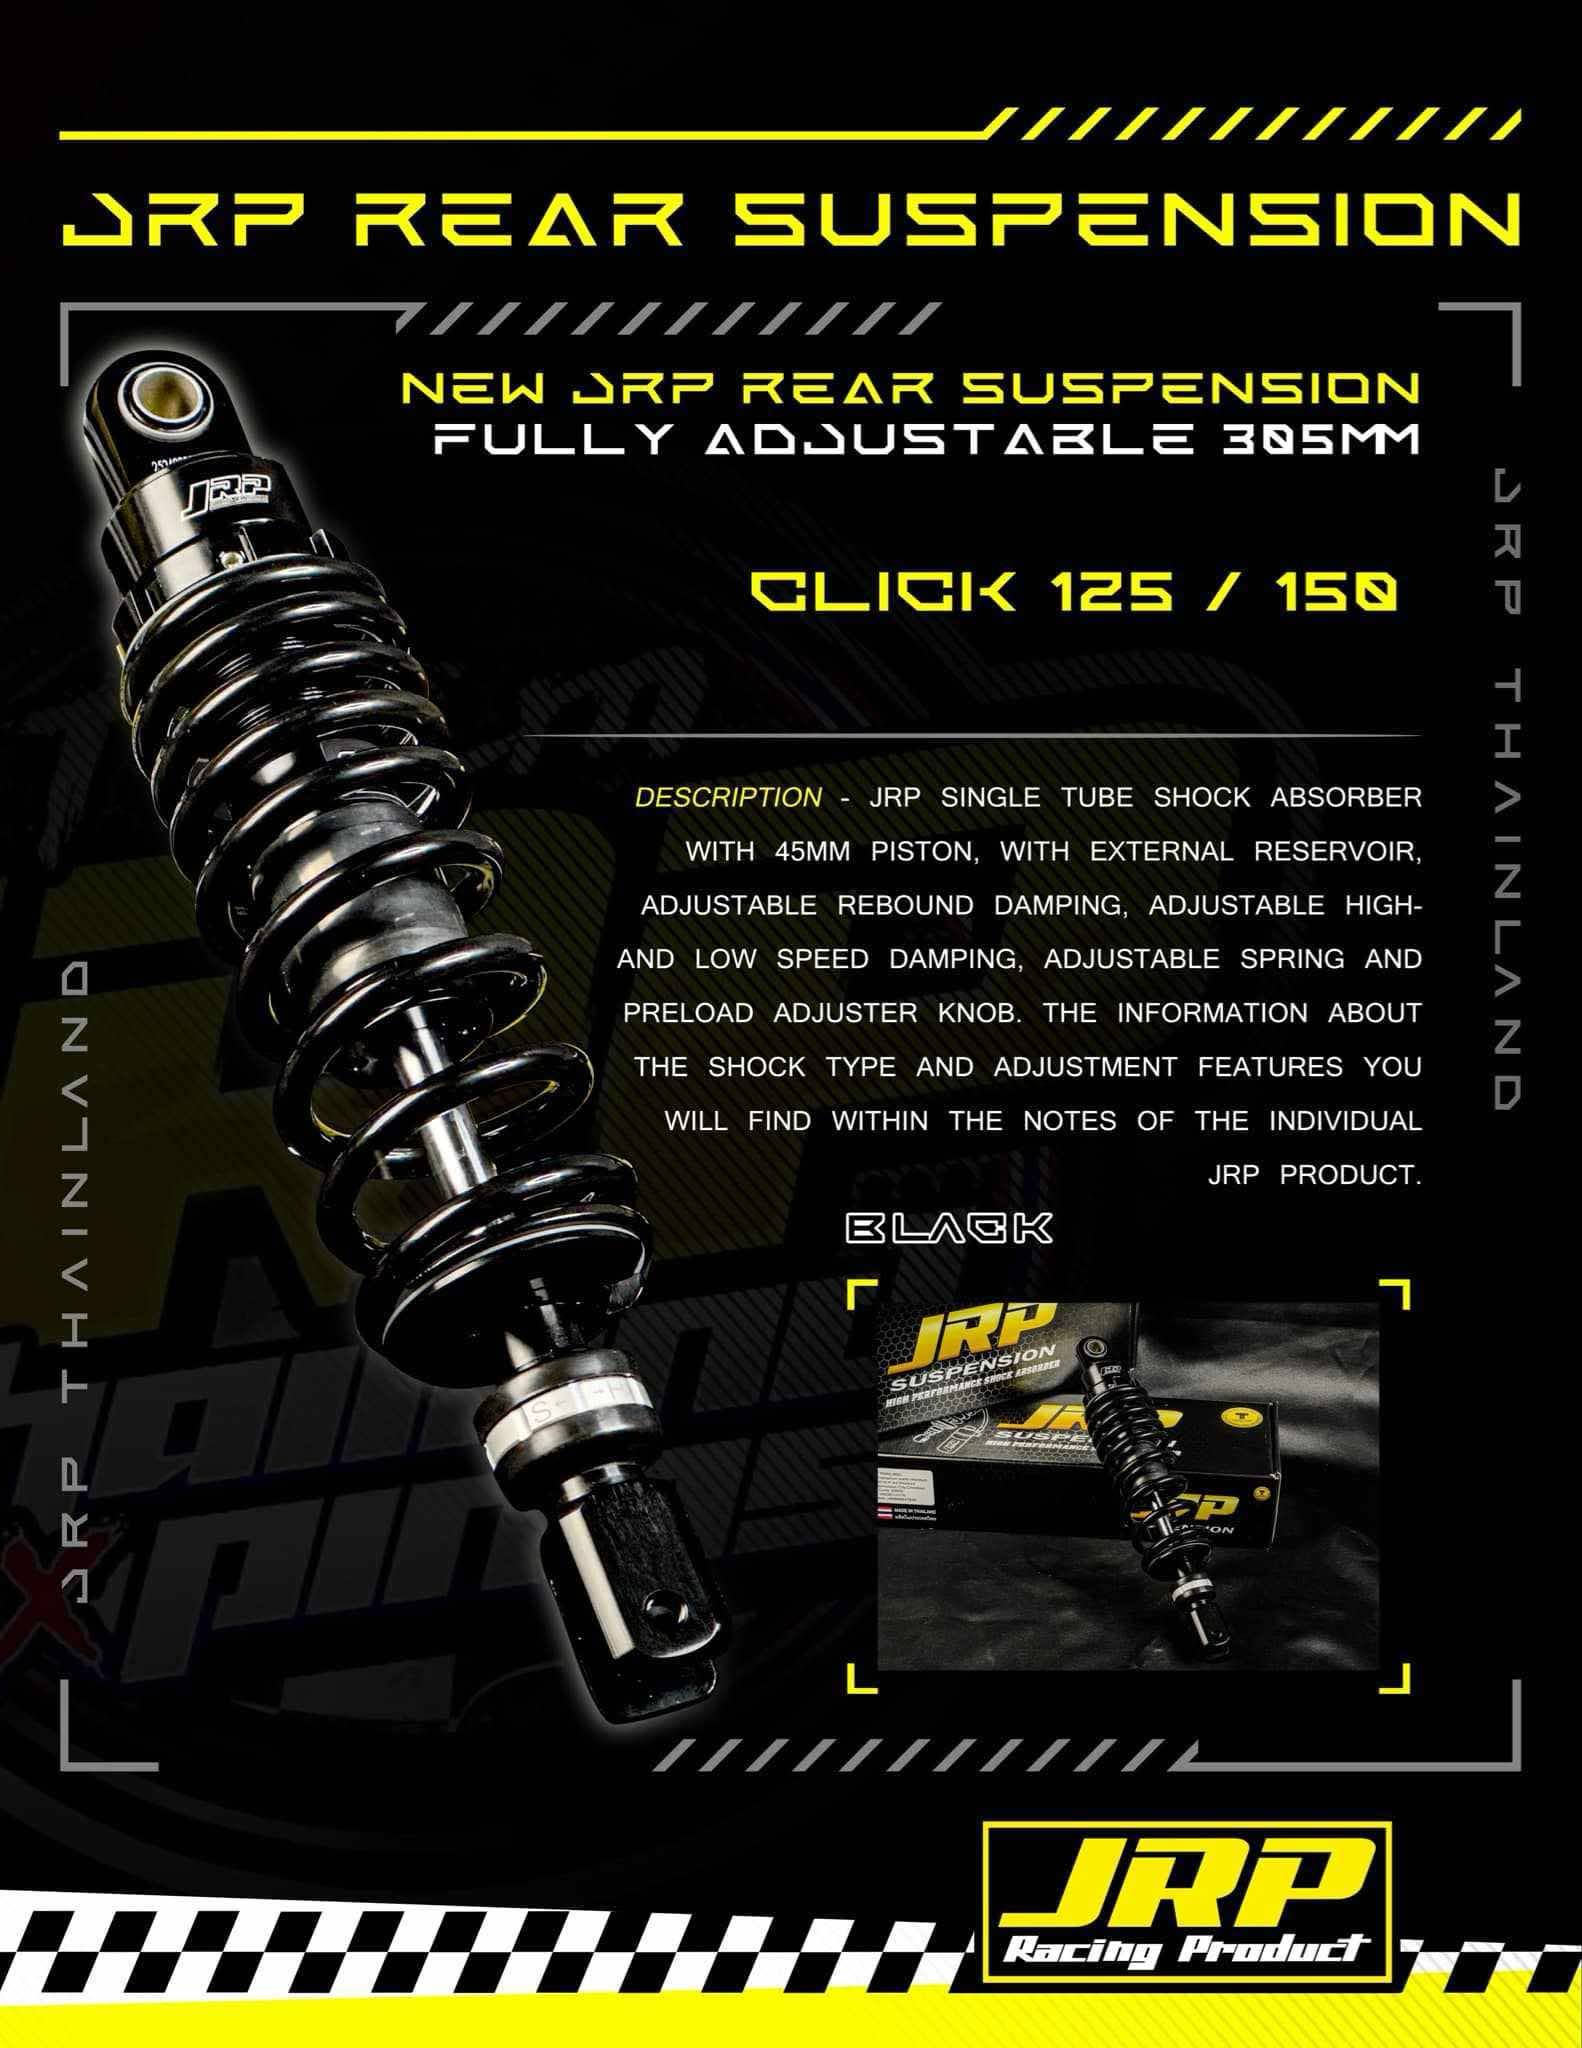 JRP REAR SUSPENSION
NEW JRP REAR SUSPENSION
FULLY ADJUSTABLE 305MM
JRP
CLICK 125 / 150
JRP THAINLAND
JRP THAINLAND
DESCRIPTION - JRP SINGLE TUBE SHOCK ABSORBER
WITH 45MM PISTON, WITH EXTERNAL RESERVOIR,
ADJUSTABLE REBOUND DAMPING, ADJUSTABLE HIGH-
AND LOW SPEED DAMPING, ADJUSTABLE SPRING AND
PRELOAD ADJUSTER KNOB. THE INFORMATION ABOUT
THE SHOCK TYPE AND ADJUSTMENT FEATURES YOU
WILL FIND WITHIN THE NOTES OF THE INDIVIDUAL
JRP PRODUCT.
BLACK
S
H
JRP
SUSPENSION
HIGH PERFORMANCE SHOCK ABSORBER
MADE IN THAILAND
JRP
Racing Product